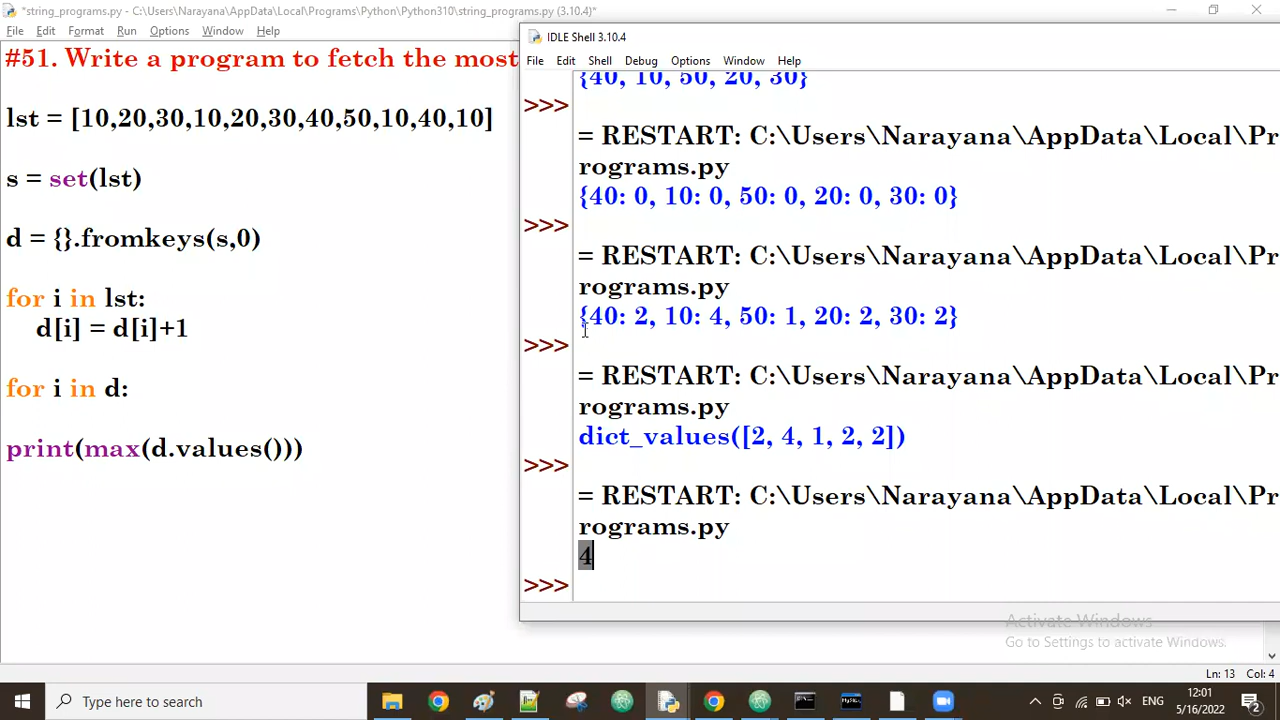 *string_programs.py - C:\Users\Narayana\AppData\Local\Programs\Python\Python310\string_programs.py (3.10.4)*
File Edit Format Run Options Window Help
#51. Write a program to fetch the most
lst = [10,20,30,10,20,30,40,50,10,40,10]
s = set(lst)
d = {}.fromkeys(s,0)
for i in lst:
d[i] = d[i]+1
for i in d:
print(max(d.values()))
IDLE Shell 3.10.4
File Edit Shell Debug Options Window Help
{40, 10, 50, 20, 30}
>>>
= RESTART: C:\Users\Narayana\AppData\Local\Pr
rograms.py
{40: 0, 10: 0, 50: 0, 20: 0, 30: 0}
>>>
= RESTART: C:\Users\Narayana\AppData\Local\Pr
rograms.py
{40: 2, 10: 4, 50: 1, 20: 2, 30: 2}
>>>
= RESTART: C:\Users\Narayana\AppData\Local\Pr
rograms.py
dict_values([2, 4, 1, 2, 2])
>>>
= RESTART: C:\Users\Narayana\AppData\Local\Pr
rograms.py
4
>>>
Activate Windows
Go to Settings to activate Windows.
Ln: 13 Col: 4
Type here to search
ENG
12:01
5/16/2022
2